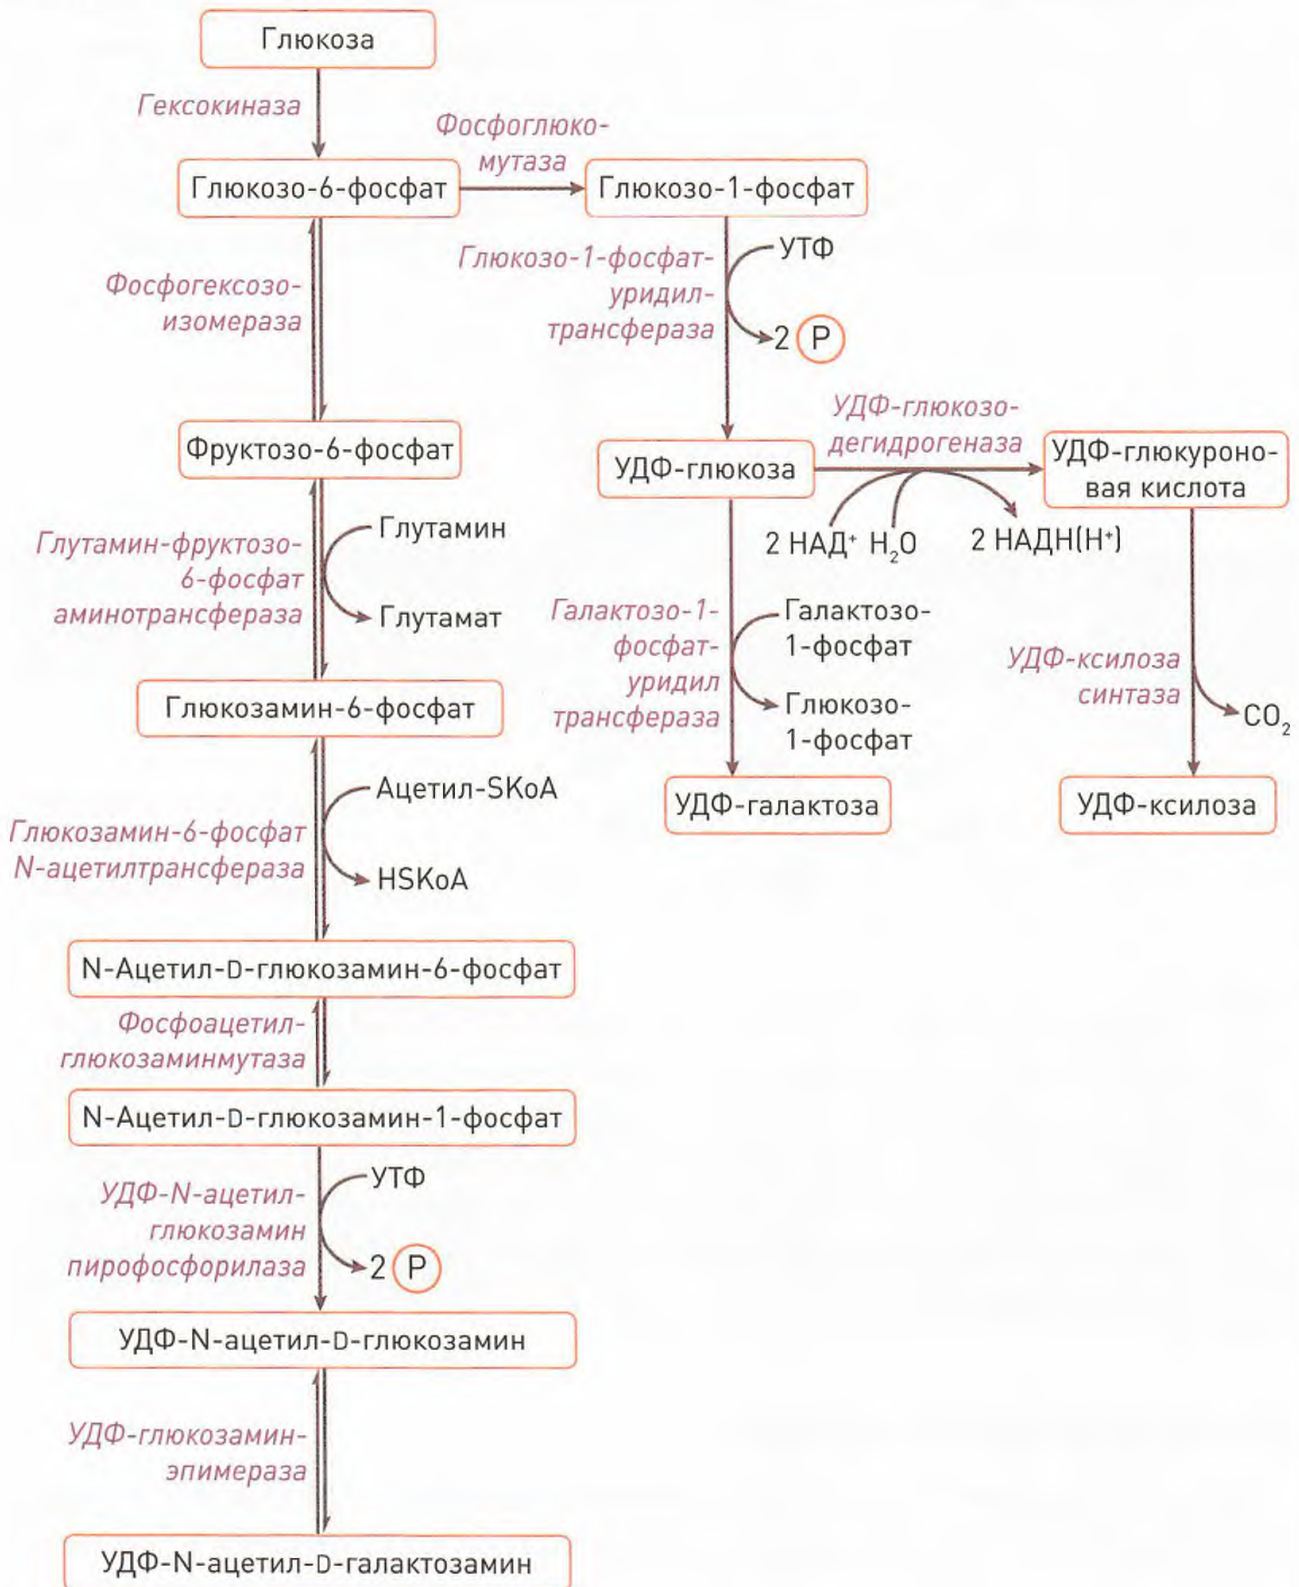 Глюкоза
Гексокиназа
Фосфоглюко-
мутаза
Глюкозо-6-фосфат
Глюкозо-1-фосфат
Глюкозо-1-фосфат-
уридил-
трансфераза
УТФ
2 P
Фосфогексозо-
изомераза
Фруктозо-6-фосфат
УДФ-глюкоза
УДФ-глюкозо-
дегидрогеназа
2 НАД⁺ H₂O
2 НАДН(Н⁺)
УДФ-глюкуроно-
вая кислота
Глутамин-фруктозо-
6-фосфат
аминотрансфераза
Глутамин
Глутамат
Галактозо-1-
фосфат-
уридил
трансфераза
Галактозо-
1-фосфат
Глюкозо-
1-фосфат
УДФ-ксилоза
синтаза
CO₂
Глюкозамин-6-фосфат
УДФ-галактоза
УДФ-ксилоза
Глюкозамин-6-фосфат
N-ацетилтрансфераза
Ацетил-SКоА
HSКоА
N-Ацетил-D-глюкозамин-6-фосфат
Фосфоацетил-
глюкозаминмутаза
N-Ацетил-D-глюкозамин-1-фосфат
УДФ-N-ацетил-
глюкозамин
пирофосфорилаза
УТФ
2 P
УДФ-N-ацетил-D-глюкозамин
УДФ-глюкозамин-
эпимераза
УДФ-N-ацетил-D-галактозамин